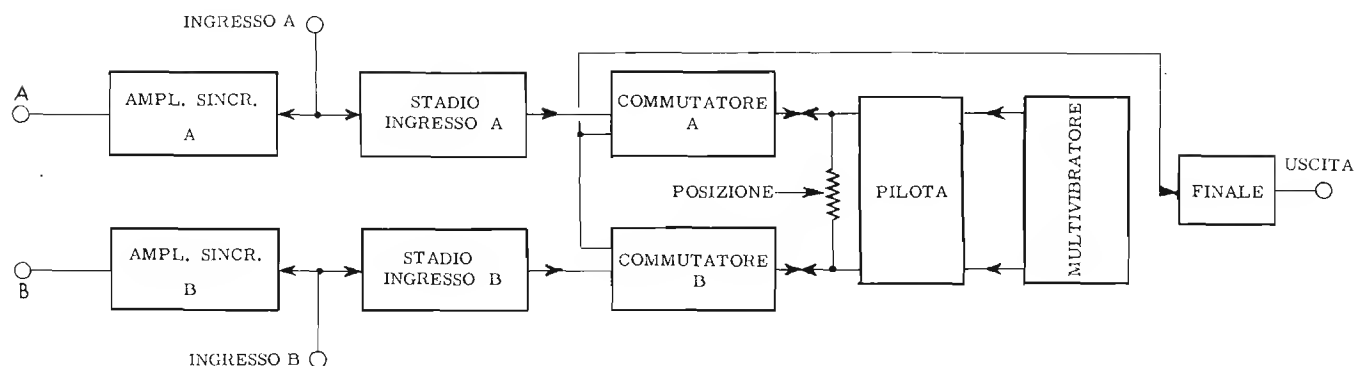 INGRESSO A
A
AMPL. SINCR.
A
STADIO
INGRESSO A
COMMUTATORE
A
POSIZIONE
PILOTA
MULTIVIBRATORE
USCITA
FINALE
B
AMPL. SINCR.
B
STADIO
INGRESSO B
COMMUTATORE
B
INGRESSO B